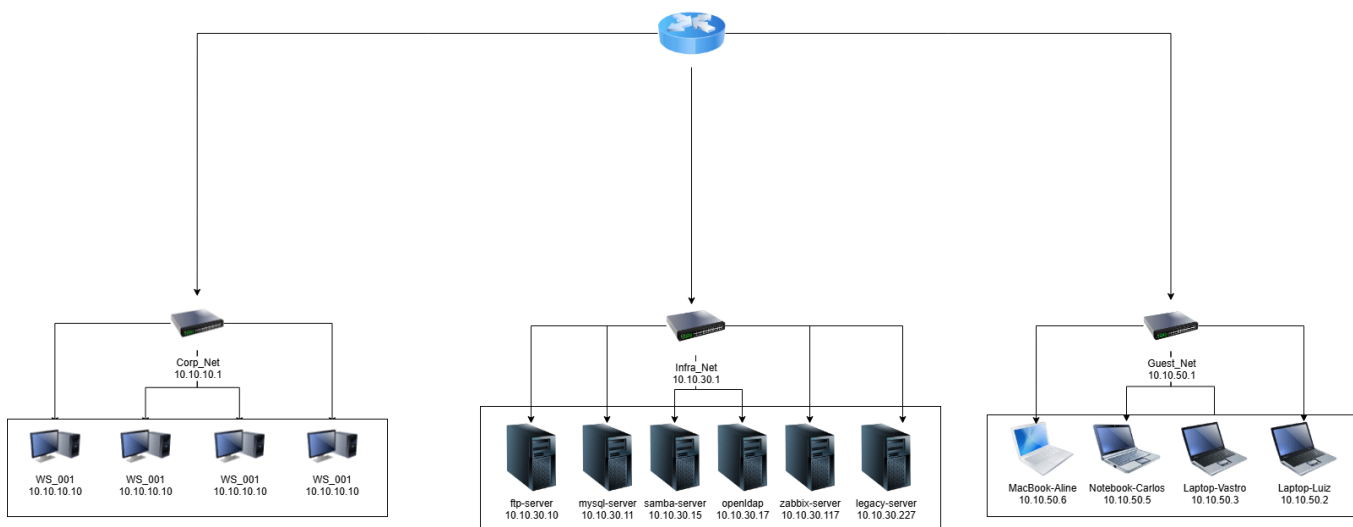 Corp_Net
10.10.10.1
Infra_Net
10.10.30.1
Guest_Net
10.10.50.1
WS_001
10.10.10.10
WS_001
10.10.10.10
WS_001
10.10.10.10
WS_001
10.10.10.10
ftp-server
10.10.30.10
mysql-server
10.10.30.11
samba-server
10.10.30.15
openldap
10.10.30.17
zabbix-server
10.10.30.117
legacy-server
10.10.30.227
MacBook-Aline
10.10.50.6
Notebook-Carlos
10.10.50.5
Laptop-Vastro
10.10.50.3
Laptop-Luiz
10.10.50.2